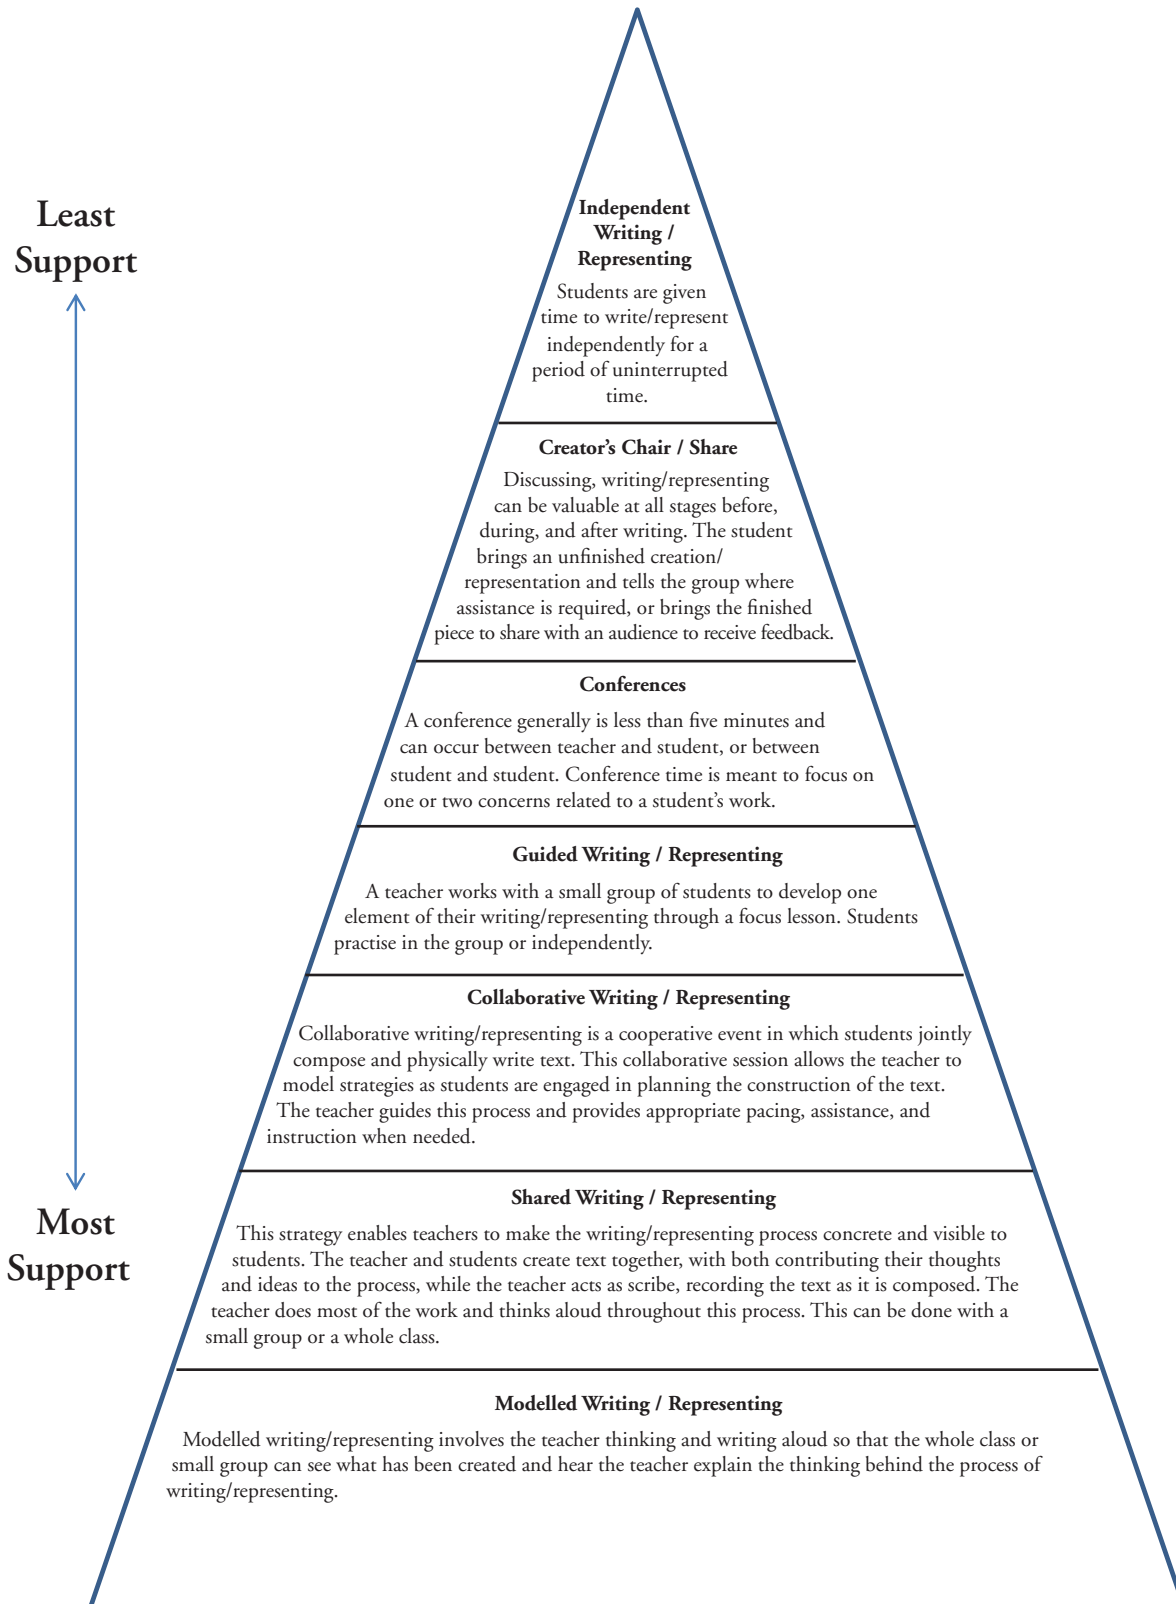 Least
Support
Most
Support
Independent
Writing /
Representing
Students are given
time to write/represent
independently for a
period of uninterrupted
time.
Creator’s Chair / Share
Discussing, writing/representing
can be valuable at all stages before,
during, and after writing. The student
brings an unfinished creation/
representation and tells the group where
assistance is required, or brings the finished
piece to share with an audience to receive feedback.
Conferences
A conference generally is less than five minutes and
can occur between teacher and student, or between
student and student. Conference time is meant to focus on
one or two concerns related to a student’s work.
Guided Writing / Representing
A teacher works with a small group of students to develop one
element of their writing/representing through a focus lesson. Students
practise in the group or independently.
Collaborative Writing / Representing
Collaborative writing/representing is a cooperative event in which students jointly
compose and physically write text. This collaborative session allows the teacher to
model strategies as students are engaged in planning the construction of the text.
The teacher guides this process and provides appropriate pacing, assistance, and
instruction when needed.
Shared Writing / Representing
This strategy enables teachers to make the writing/representing process concrete and visible to
students. The teacher and students create text together, with both contributing their thoughts
and ideas to the process, while the teacher acts as scribe, recording the text as it is composed. The
teacher does most of the work and thinks aloud throughout this process. This can be done with a
small group or a whole class.
Modelled Writing / Representing
Modelled writing/representing involves the teacher thinking and writing aloud so that the whole class or
small group can see what has been created and hear the teacher explain the thinking behind the process of
writing/representing.